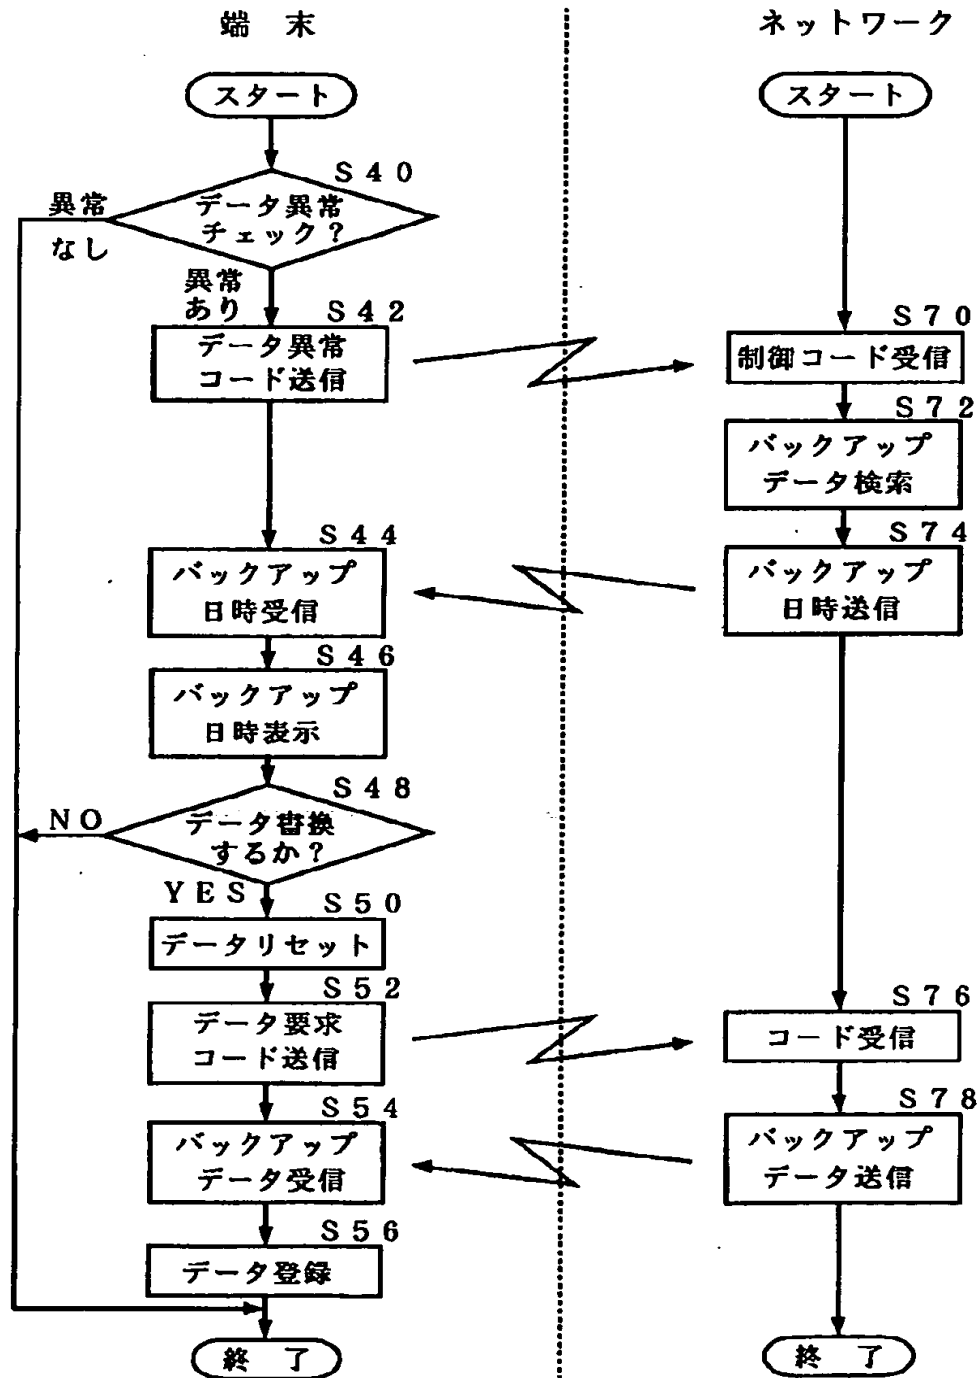 端　末
スタート
S40
データ異常
チェック？
異常
なし
異常
あり
S42
データ異常
コード送信
S44
バックアップ
日時受信
S46
バックアップ
日時表示
S48
データ書換
するか？
NO
YES
S50
データリセット
S52
データ要求
コード送信
S54
バックアップ
データ受信
S56
データ登録
終　了
ネットワーク
スタート
S70
制御コード受信
S72
バックアップ
データ検索
S74
バックアップ
日時送信
S76
コード受信
S78
バックアップ
データ送信
終　了